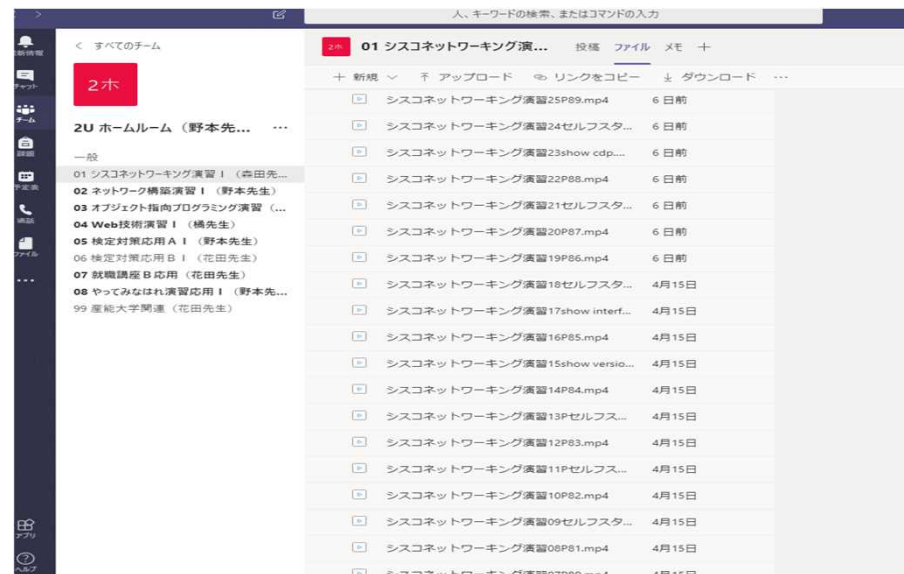 人、キーワードの検索、またはコマンドの入力
最新情報
チャット
チーム
課題
予定表
通話
ファイル
...
アプリ
ヘルプ
< すべてのチーム
2ホ
2U ホームルーム（野本先... ...
一般
01 シスコネットワーキング演習Ⅰ（森田先...
02 ネットワーク構築演習Ⅰ（野本先生）
03 オブジェクト指向プログラミング演習（...
04 Web技術演習Ⅰ（橘先生）
05 検定対策応用AⅠ（野本先生）
06 検定対策応用BⅠ（花田先生）
07 就職講座B応用（花田先生）
08 やってみなはれ演習応用Ⅰ（野本先...
99 産能大学関連（花田先生）
2ホ 01 シスコネットワーキング演... 投稿 ファイル メモ +
+ 新規 アップロード リンクをコピー ダウンロード ...
シスコネットワーキング演習25P89.mp4 6 日前
シスコネットワーキング演習24セルフスタ... 6 日前
シスコネットワーキング演習23show cdp.... 6 日前
シスコネットワーキング演習22P88.mp4 6 日前
シスコネットワーキング演習21セルフスタ... 6 日前
シスコネットワーキング演習20P87.mp4 6 日前
シスコネットワーキング演習19P86.mp4 6 日前
シスコネットワーキング演習18セルフスタ... 4月15日
シスコネットワーキング演習17show interf... 4月15日
シスコネットワーキング演習16P85.mp4 4月15日
シスコネットワーキング演習15show versio... 4月15日
シスコネットワーキング演習14P84.mp4 4月15日
シスコネットワーキング演習13Pセルフス... 4月15日
シスコネットワーキング演習12P83.mp4 4月15日
シスコネットワーキング演習11Pセルフス... 4月15日
シスコネットワーキング演習10P82.mp4 4月15日
シスコネットワーキング演習09セルフスタ... 4月15日
シスコネットワーキング演習08P81.mp4 4月15日
シスコネットワーキング演習07P80.mp4 4月15日